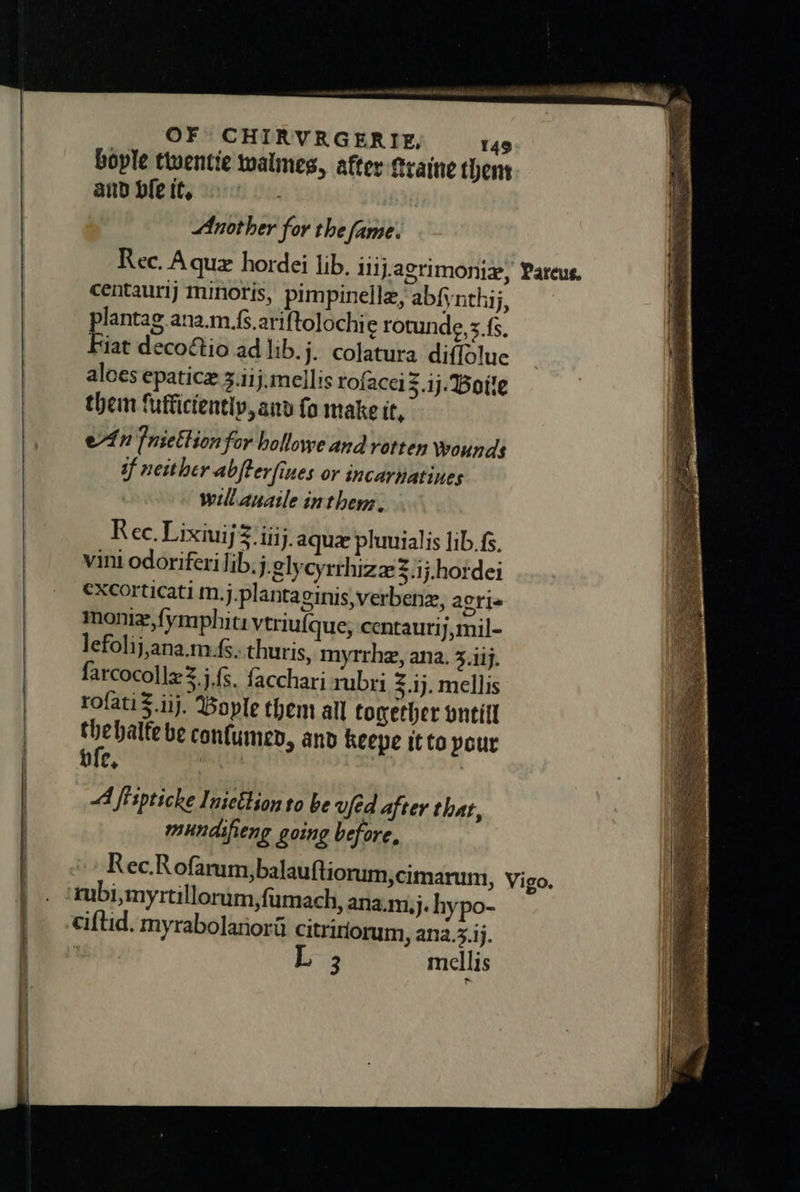 OF CHIRVRGERIE, 149
boyle twentie walmes, after ſtraine them
and vſe it,
Another for the ſame.
Rec. Aquæ hordei lib. iiij. agrimoniæ, Pareus.
centaurij minoris, pimpinellæ, abſynthij,
plantag. ana.m.ſs. ariſtolochię rotundę, ʒ.ſs.
Fiat decoctio ad lib. j. colatura diſſolue
aloes epaticæ ʒ.iij. mellis roſacei ℥.ij. Boile
them ſufficiently, and ſo make it,
An Iniection for hollowe and rotten wounds
if neither abſterſiues or incarnatiues
will auaile in them.
Rec. Lixiuij ℥.iiij. aquæ pluuialis lib.ſs.
vini odoriferi lib. j. glycyrrhizæ ℥.ij. hordei
excorticati m.j. plantaginis, verbenæ, agri-
moniæ, ſymphiti vtriuſque, centaurij, mil-
lefolij, ana.m.ſs. thuris, myrrhæ, ana. ʒ.iij.
ſarcocollæ ℥.j.ſs. ſacchari rubri ℥.ij. mellis
roſati ℥.iij. Boyle them all together vntill
the halfe be conſumed, and keepe it to your
vſe,
A ſtipticke Iniection to be vſed after that,
mundifieng going before,
Rec. Roſarum, balauſtiorum, cimarum, Vigo.
rubi, myrtillorum, ſumach, ana.m.j. hypo-
ciſtid. myrabolanorũ citrinorum, ana.ʒ.ij.
L 3 mellis